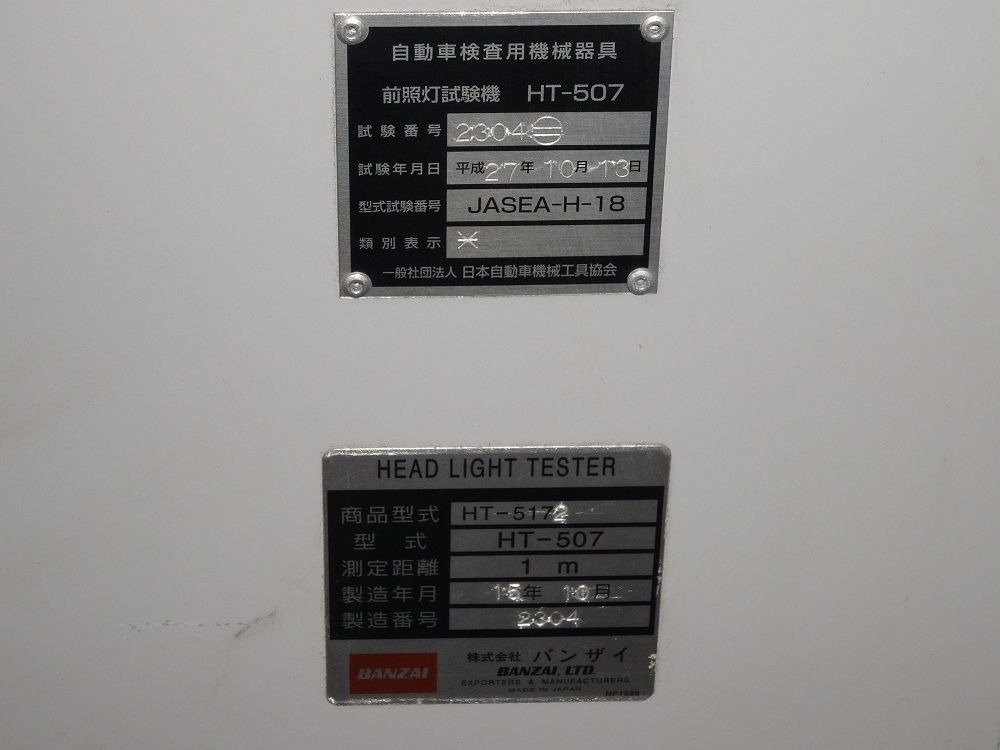 自動車検査用機械器具
前照灯試験機 HT-507
試験番号 2304㊂
試験年月日 平成27年10月13日
型式試験番号 JASEA-H-18
類別表示 ×
一般社団法人 日本自動車機械工具協会
HEAD LIGHT TESTER
商品型式 HT-5172
型式 HT-507
測定距離 1 m
製造年月 15年 10月
製造番号 2304
BANZAI 株式会社 バンザイ
BANZAI, LTD.
EXPORTERS & MANUFACTURERS
MADE IN JAPAN